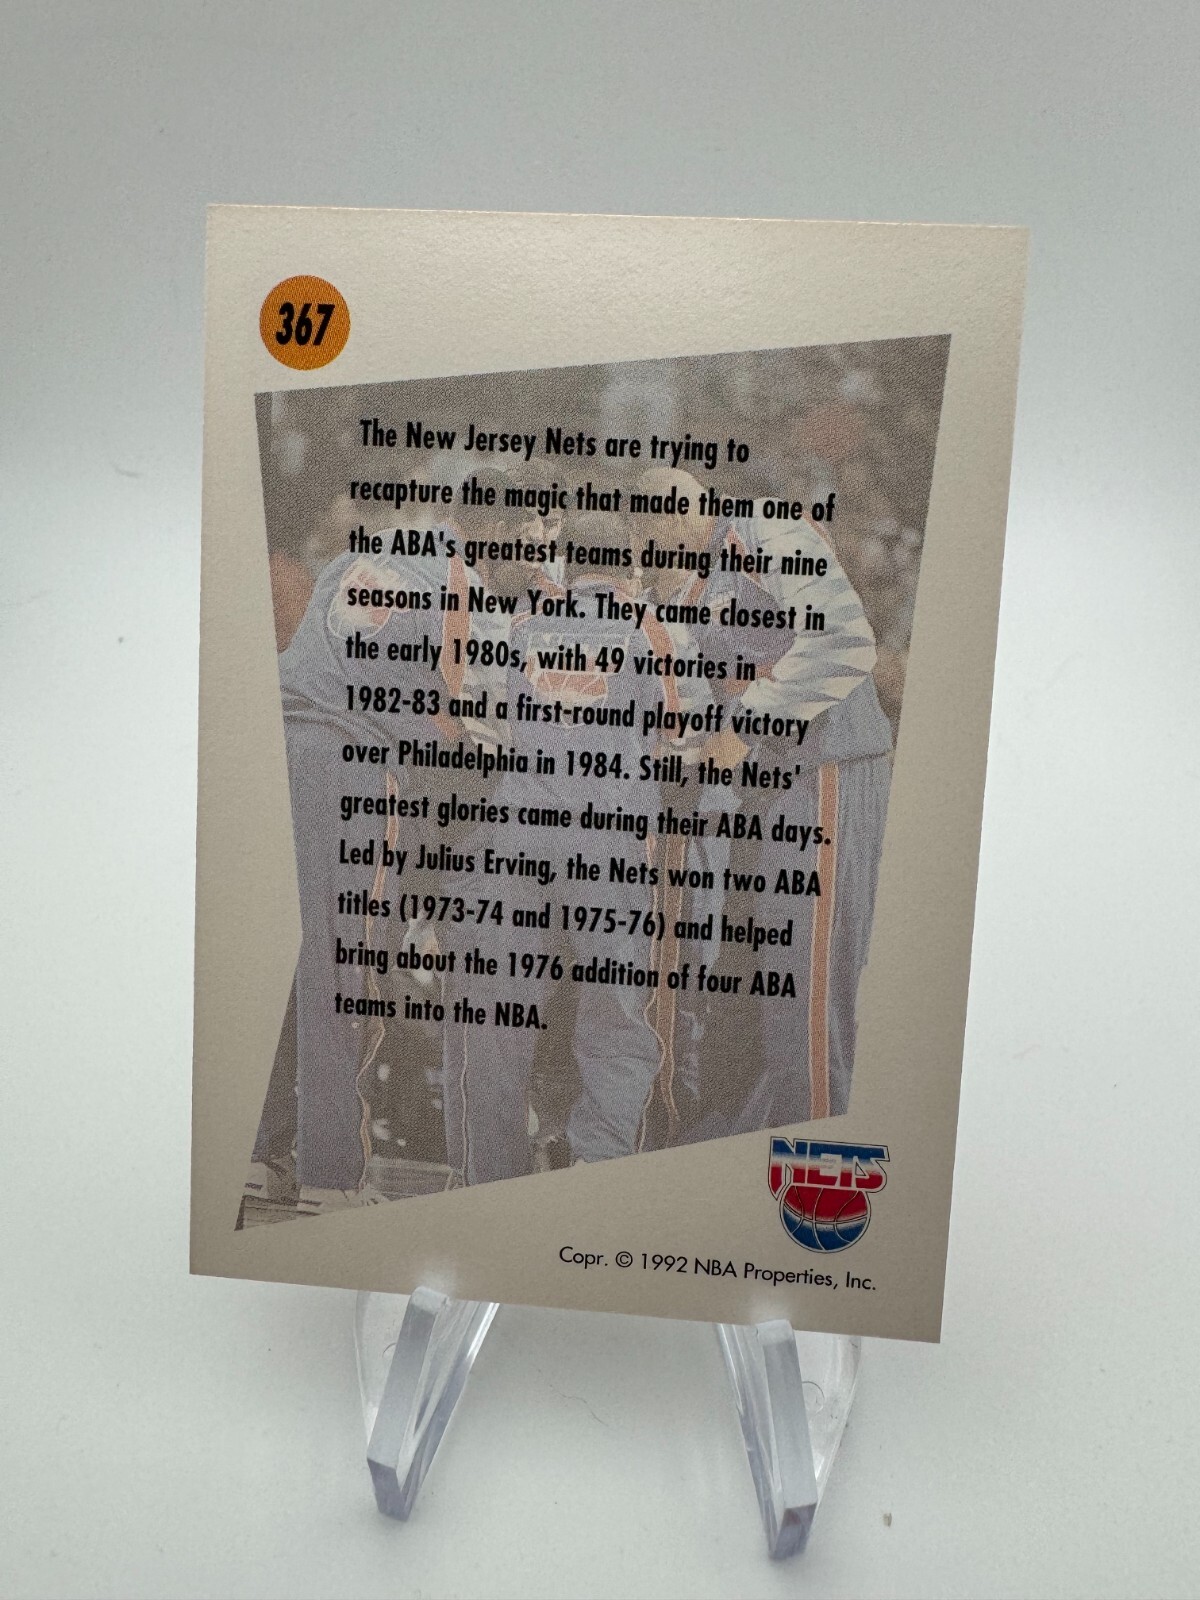 367
The New Jersey Nets are trying to
recapture the magic that made them one of
the ABA's greatest teams during their nine
seasons in New York. They came closest in
the early 1980s, with 49 victories in
1982-83 and a first-round playoff victory
over Philadelphia in 1984. Still, the Nets'
greatest glories came during their ABA days.
Led by Julius Erving, the Nets won two ABA
titles (1973-74 and 1975-76) and helped
bring about the 1976 addition of four ABA
teams into the NBA.
NETS
Copr. © 1992 NBA Properties, Inc.